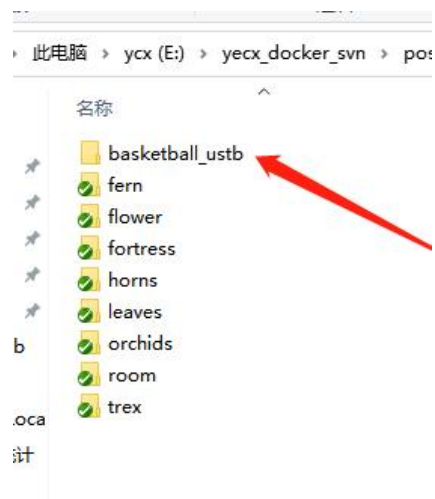 此电脑 › ycx (E:) › yecx_docker_svn › pos
名称
basketball_ustb
fern
flower
fortress
horns
leaves
b
orchids
room
.oca
trex
计